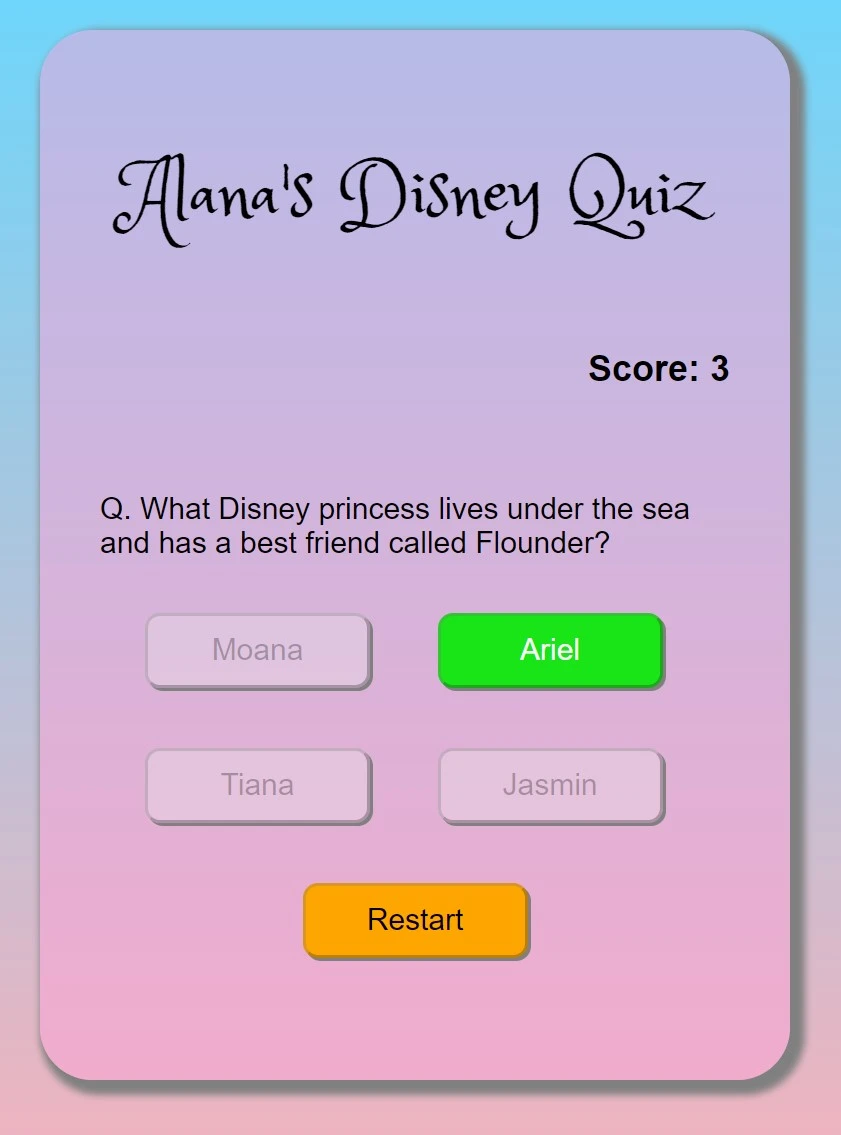 Alana's Disney Quiz
Score: 3
Q. What Disney princess lives under the sea
and has a best friend called Flounder?
Moana
Ariel
Tiana
Jasmin
Restart